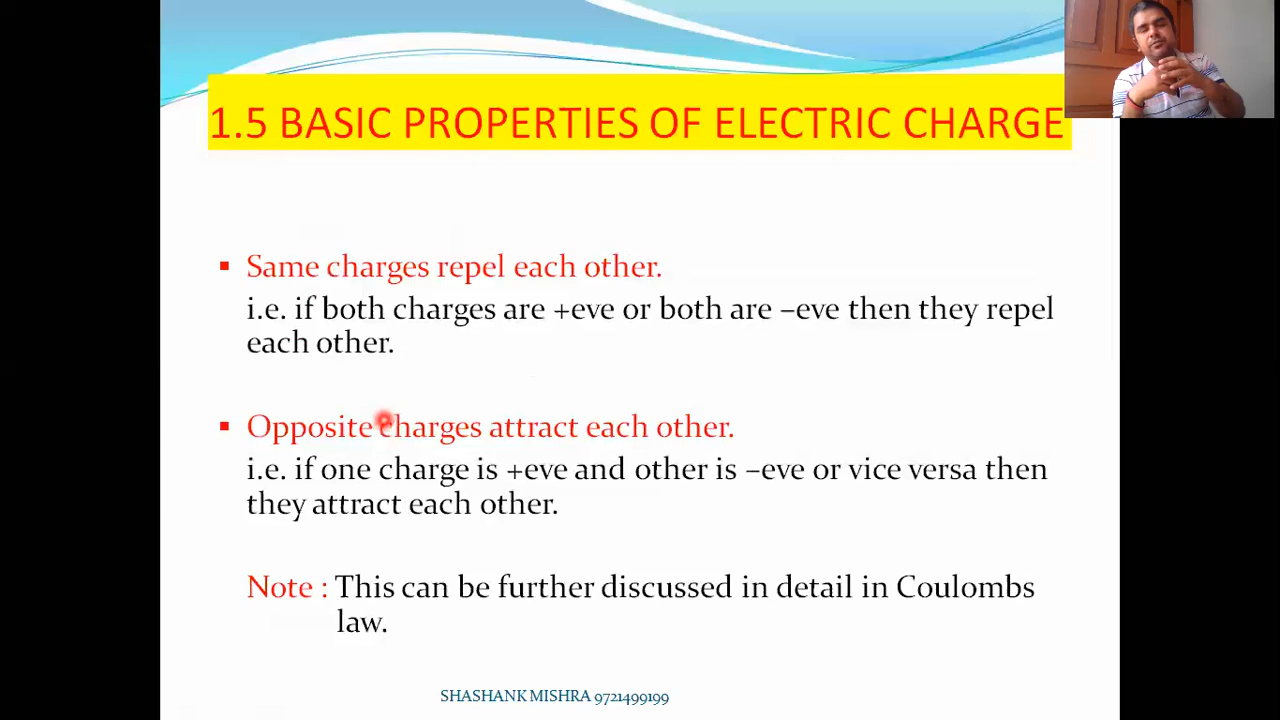 1.5 BASIC PROPERTIES OF ELECTRIC CHARGE
▪ Same charges repel each other.
i.e. if both charges are +eve or both are –eve then they repel
each other.
▪ Opposite charges attract each other.
i.e. if one charge is +eve and other is –eve or vice versa then
they attract each other.
Note : This can be further discussed in detail in Coulombs
law.
SHASHANK MISHRA 9721499199